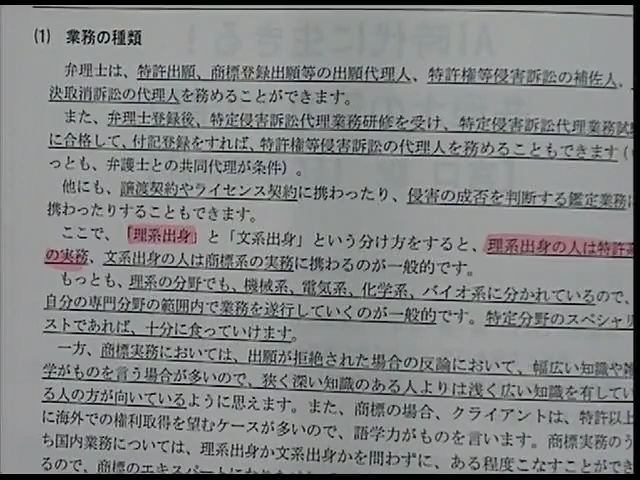 (1) 業務の種類
弁理士は、特許出願、商標登録出願等の出願代理人、特許権等侵害訴訟の補佐人、
決取消訴訟の代理人を務めることができます。
また、弁理士登録後、特定侵害訴訟代理業務研修を受け、特定侵害訴訟代理業務試
に合格して、付記登録をすれば、特許権等侵害訴訟の代理人を務めることもできます（
っとも、弁護士との共同代理が条件）。
他にも、譲渡契約やライセンス契約に携わったり、侵害の成否を判断する鑑定業務に
携わったりすることもできます。
ここで、「理系出身」と「文系出身」という分け方をすると、理系出身の人は特許系
の実務、文系出身の人は商標系の実務に携わるのが一般的です。
もっとも、理系の分野でも、機械系、電気系、化学系、バイオ系に分かれているので、
自分の専門分野の範囲内で業務を遂行していくのが一般的です。特定分野のスペシャリ
ストであれば、十分に食っていけます。
一方、商標実務においては、出願が拒絶された場合の反論において、幅広い知識や雑
学がものを言う場合が多いので、狭く深い知識のある人よりは浅く広い知識を有してい
る人の方が向いているように思えます。また、商標の場合、クライアントは、特許以上
に海外での権利取得を望むケースが多いので、語学力がものを言います。商標実務のう
ち国内業務については、理系出身か文系出身かを問わずに、ある程度こなすことができ
るので、商標のエキスパートに